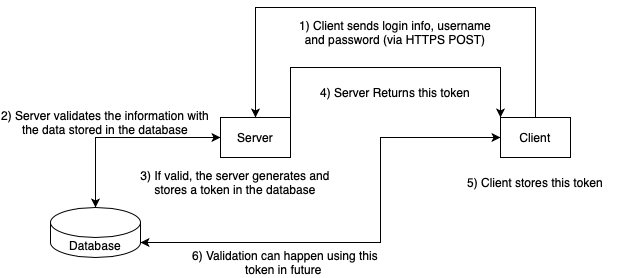 1) Client sends login info, username
and password (via HTTPS POST)
4) Server Returns this token
2) Server validates the information with
the data stored in the database
Server
Client
3) If valid, the server generates and
stores a token in the database
5) Client stores this token
Database
6) Validation can happen using this
token in future